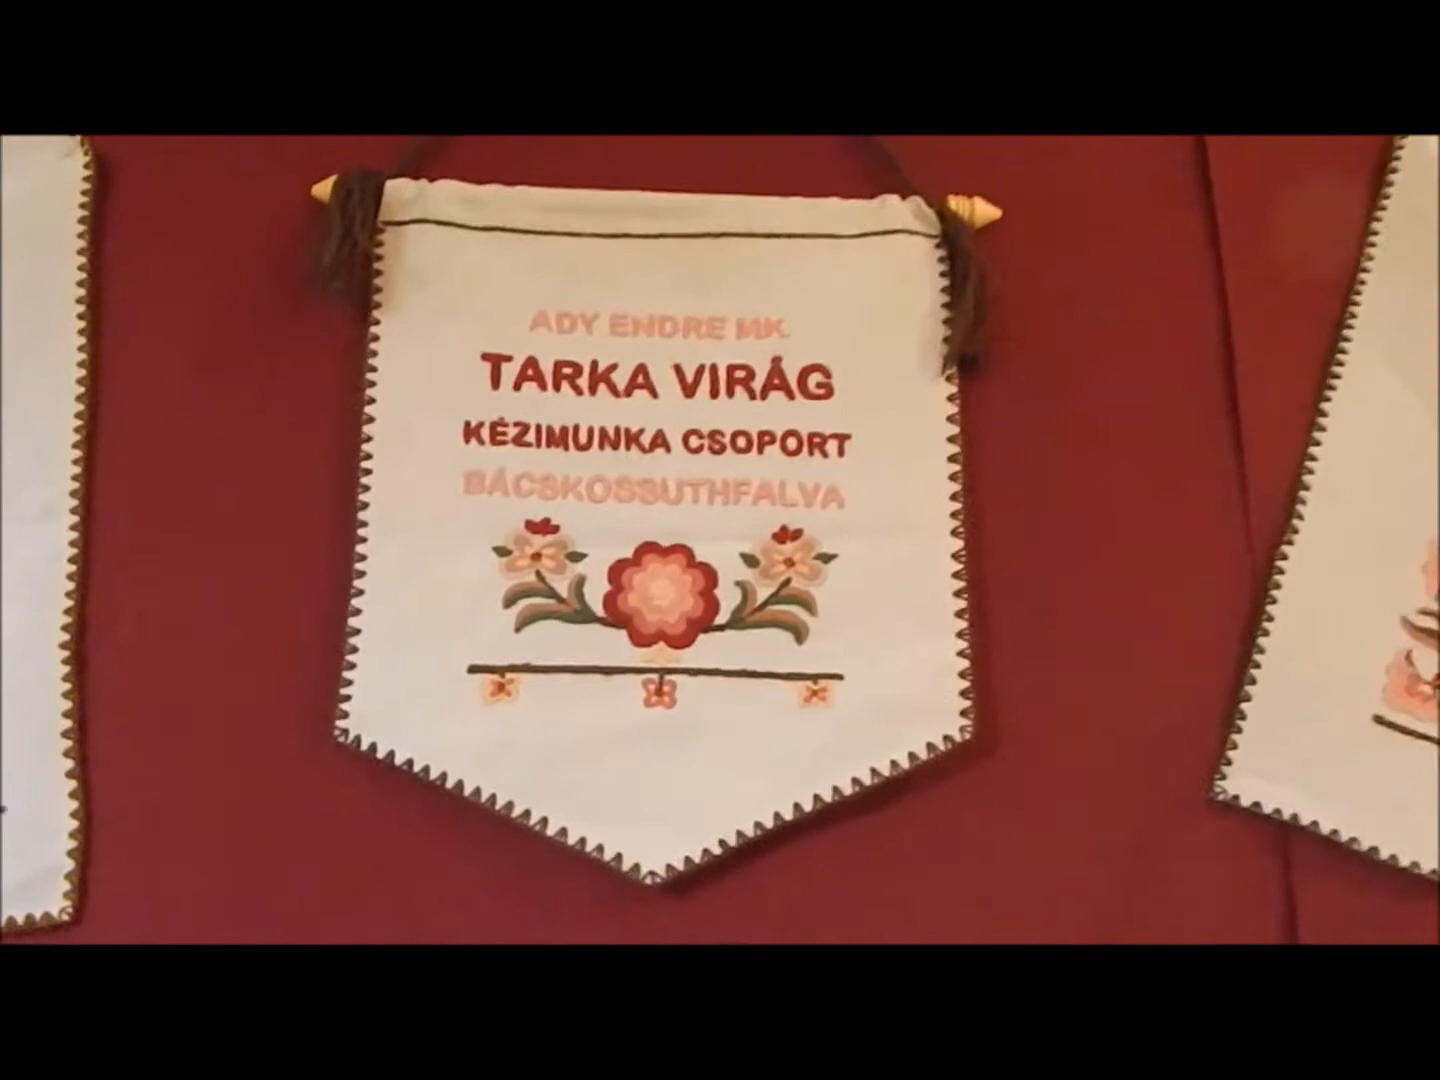 ADY ENDRE MK.
TARKA VIRÁG
KÉZIMUNKA CSOPORT
BÁCSKOSSUTHFALVA